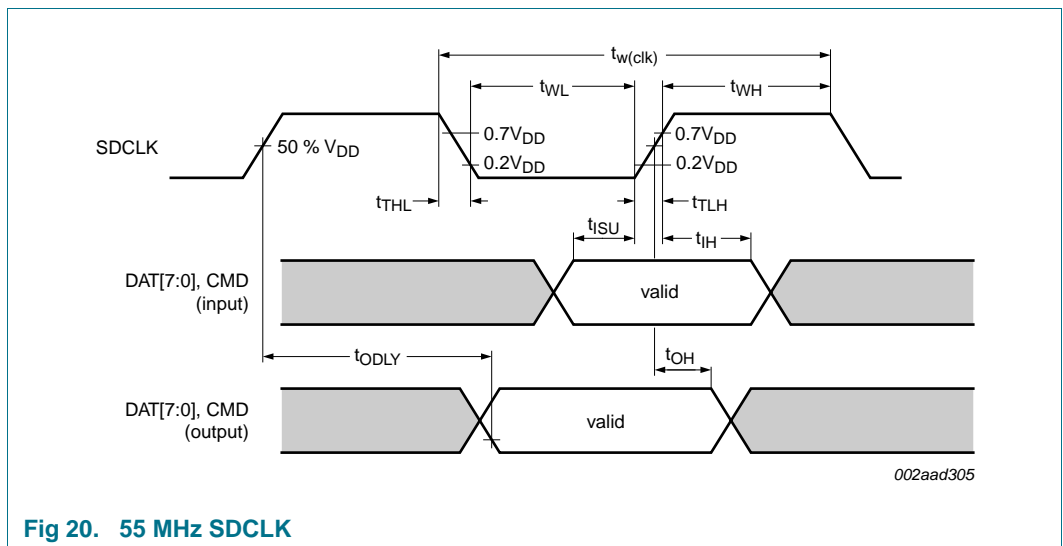 tw(clk)
tWL
tWH
SDCLK
50 % VDD
0.7VDD
0.2VDD
0.7VDD
0.2VDD
tTHL
tTLH
tISU
tIH
DAT[7:0], CMD
(input)
valid
tODLY
tOH
DAT[7:0], CMD
(output)
valid
002aad305
Fig 20. 55 MHz SDCLK